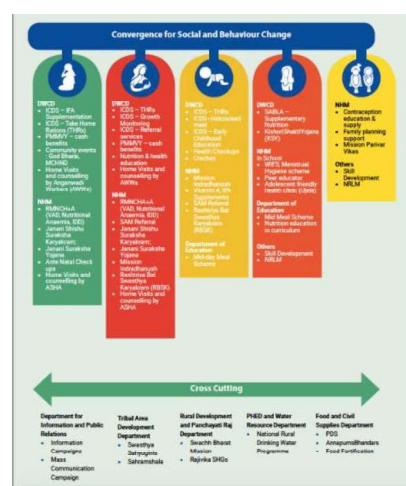 Convergence for Social and Behaviour Change
DWCD
• ICDS – IFA
Supplementation
• ICDS – Take Home
Rations (THRs)
• PMMVY – cash
benefits
• Community events
: God Bharai,
MCHND
• Home Visits
and counselling by
Anganwadi
Workers (AWWs)
NHM
• RMNCH+A
(VAD, Nutritional
Anaemia, IDD)
• Janani Shishu
Suraksha
Karyakram;
• Janani Suraksha
Yojana
• Ante Natal Check
ups
• Home Visits and
counselling by
ASHA
DWCD
• ICDS – THRs
• ICDS – Growth
Monitoring
• ICDS – Referral
services
• PMMVY – cash
benefits
• Nutrition & health
education
• Home Visits and
counselling by
AWWs
NHM
• RMNCH+A
(VAD, Nutritional
Anaemia, IDD)
• SAM Referral
• Janani Shishu
Suraksha
Karyakram;
• Janani Suraksha
Yojana
• Mission
Indradhanush
• Rashtriya Bal
Swasthya
Karyakram (RBSK)
• Home Visits and
counselling by
ASHA
DWCD
• ICDS – THRs
• ICDS – Hot cooked
meal
• ICDS – Early
Childhood
Education
• Health Checkups
• Creches
NHM
• Mission
Indradhanush
• Vitamin A, IFA
Supplements
• SAM Referral
• Rashtriya Bal
Swasthya
Karyakram
(RBSK)
Department of
Education
• Mid-day Meal
Scheme
DWCD
• SABLA –
Supplementary
Nutrition
• Kishori Shakti Yojana
(KSY)
NHM
In School
• WIFS, Menstrual
Hygiene scheme
• Peer educator
• Adolescent friendly
health clinic (Ujala)
Department of
Education
• Mid Meal Scheme
• Nutrition education
in curriculum
Others
• Skill Development
• NRLM
NHM
• Contraception
education &
supply
• Family planning
support
• Mission Parivar
Vikas
Others
• Skill
Development
• NRLM
Cross Cutting
Department for
Information and Public
Relations
• Information
Campaigns
• Mass
Communication
Campaign
Tribal Area
Development
Department
• Swasthya
Sahyogins
• Sahramshala
Rural Development
and Panchayati Raj
Department
• Swachh Bharat
Mission
• Rajivika SHGs
PHED and Water
Resource Department
• National Rural
Drinking Water
Programme
Food and Civil
Supplies Department
• PDS
• AnnapurnaBhandars
• Food Fortification